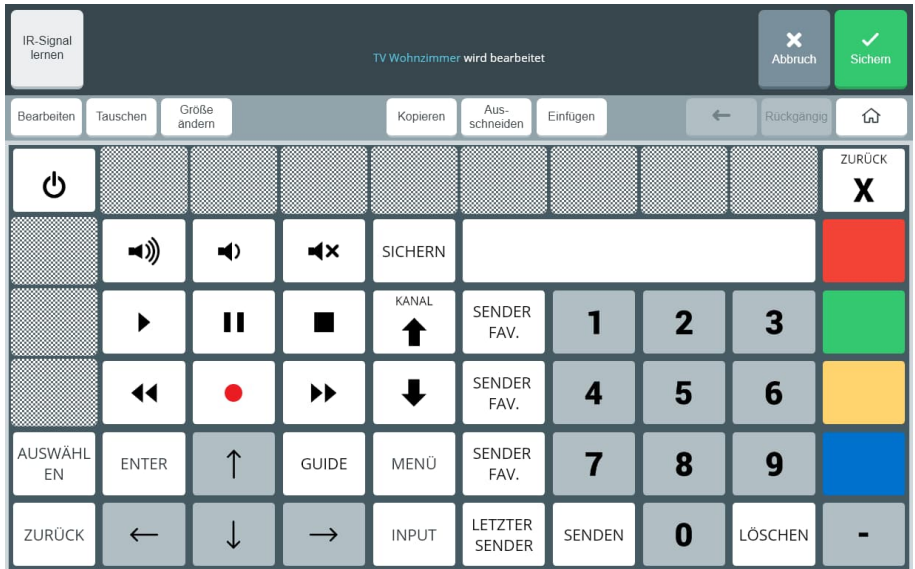 IR-Signal
lernen
TV Wohnzimmer wird bearbeitet
Abbruch
Sichern
Bearbeiten
Tauschen
Größe
ändern
Kopieren
Aus-
schneiden
Einfügen
Rückgängig
ZURÜCK
X
SICHERN
KANAL
SENDER
FAV.
1
2
3
SENDER
FAV.
4
5
6
AUSWÄHL
EN
ENTER
GUIDE
MENÜ
SENDER
FAV.
7
8
9
ZURÜCK
INPUT
LETZTER
SENDER
SENDEN
0
LÖSCHEN
-